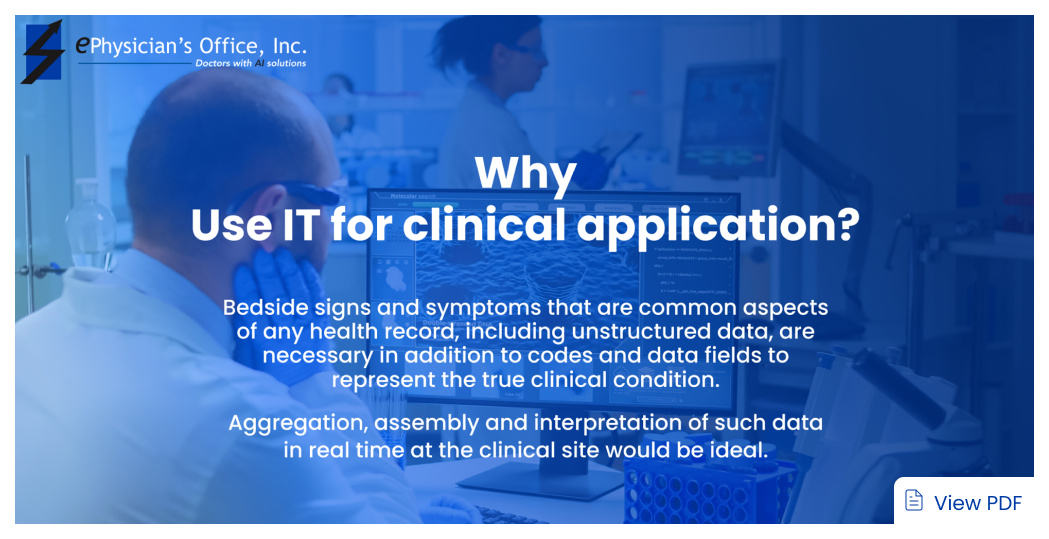 ePhysician's Office, Inc.
Doctors with AI solutions
Why
Use IT for clinical application?
Molecular search
Bedside signs and symptoms that are common aspects
of any health record, including unstructured data, are
necessary in addition to codes and data fields to
represent the true clinical condition.
Aggregation, assembly and interpretation of such data
in real time at the clinical site would be ideal.
View PDF